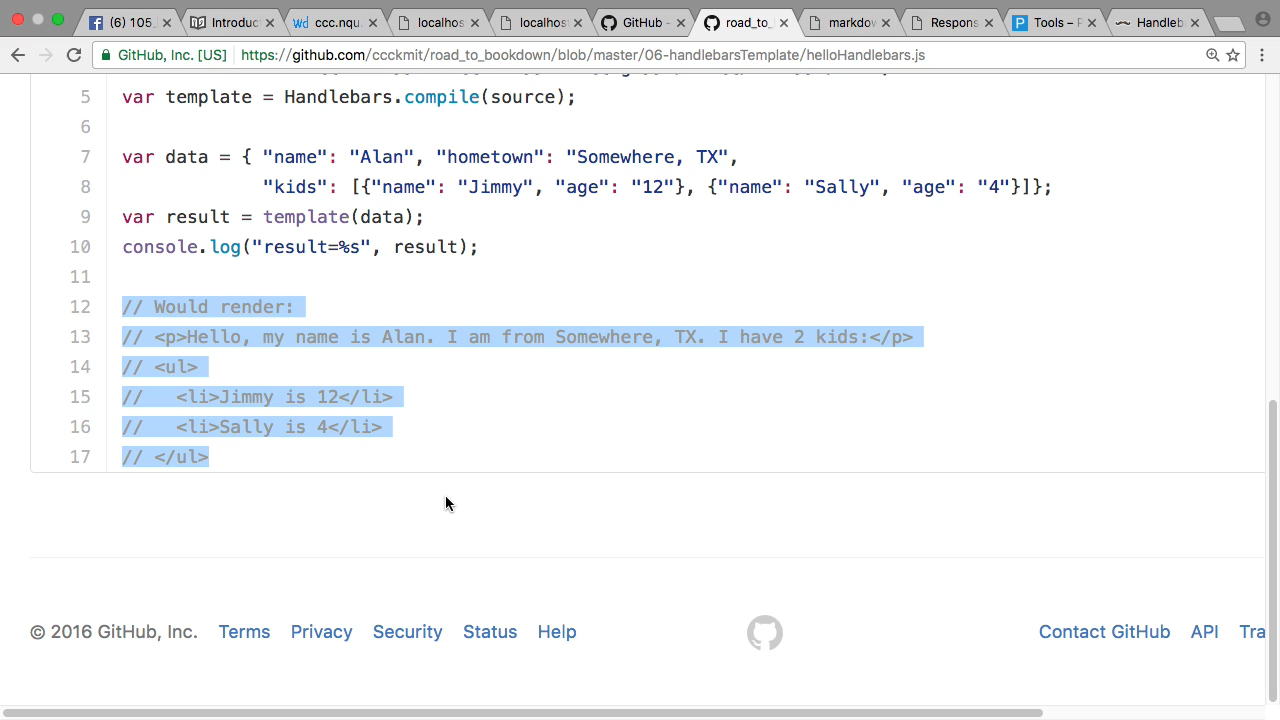 (6) 105
Introduc
Wd ccc.nqu.
localhos
localhos
GitHub -
road_to_
markdov
Respons
P Tools – P
Handleb
GitHub, Inc. [US] https://github.com/ccckmit/road_to_bookdown/blob/master/06-handlebarsTemplate/helloHandlebars.js
5 var template = Handlebars.compile(source);
6
7 var data = { "name": "Alan", "hometown": "Somewhere, TX",
8 "kids": [{"name": "Jimmy", "age": "12"}, {"name": "Sally", "age": "4"}]};
9 var result = template(data);
10 console.log("result=%s", result);
11
12 // Would render:
13 // <p>Hello, my name is Alan. I am from Somewhere, TX. I have 2 kids:</p>
14 // <ul>
15 //   <li>Jimmy is 12</li>
16 //   <li>Sally is 4</li>
17 // </ul>
© 2016 GitHub, Inc. Terms Privacy Security Status Help Contact GitHub API Tra